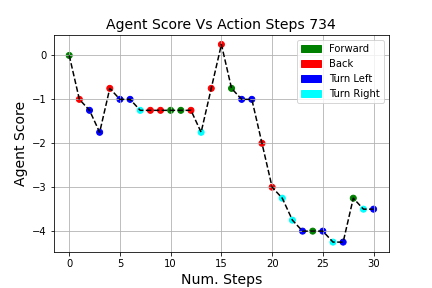 Agent Score Vs Action Steps 734
Forward
Back
Turn Left
Turn Right
0
−1
−2
−3
−4
Agent Score
0 5 10 15 20 25 30
Num. Steps